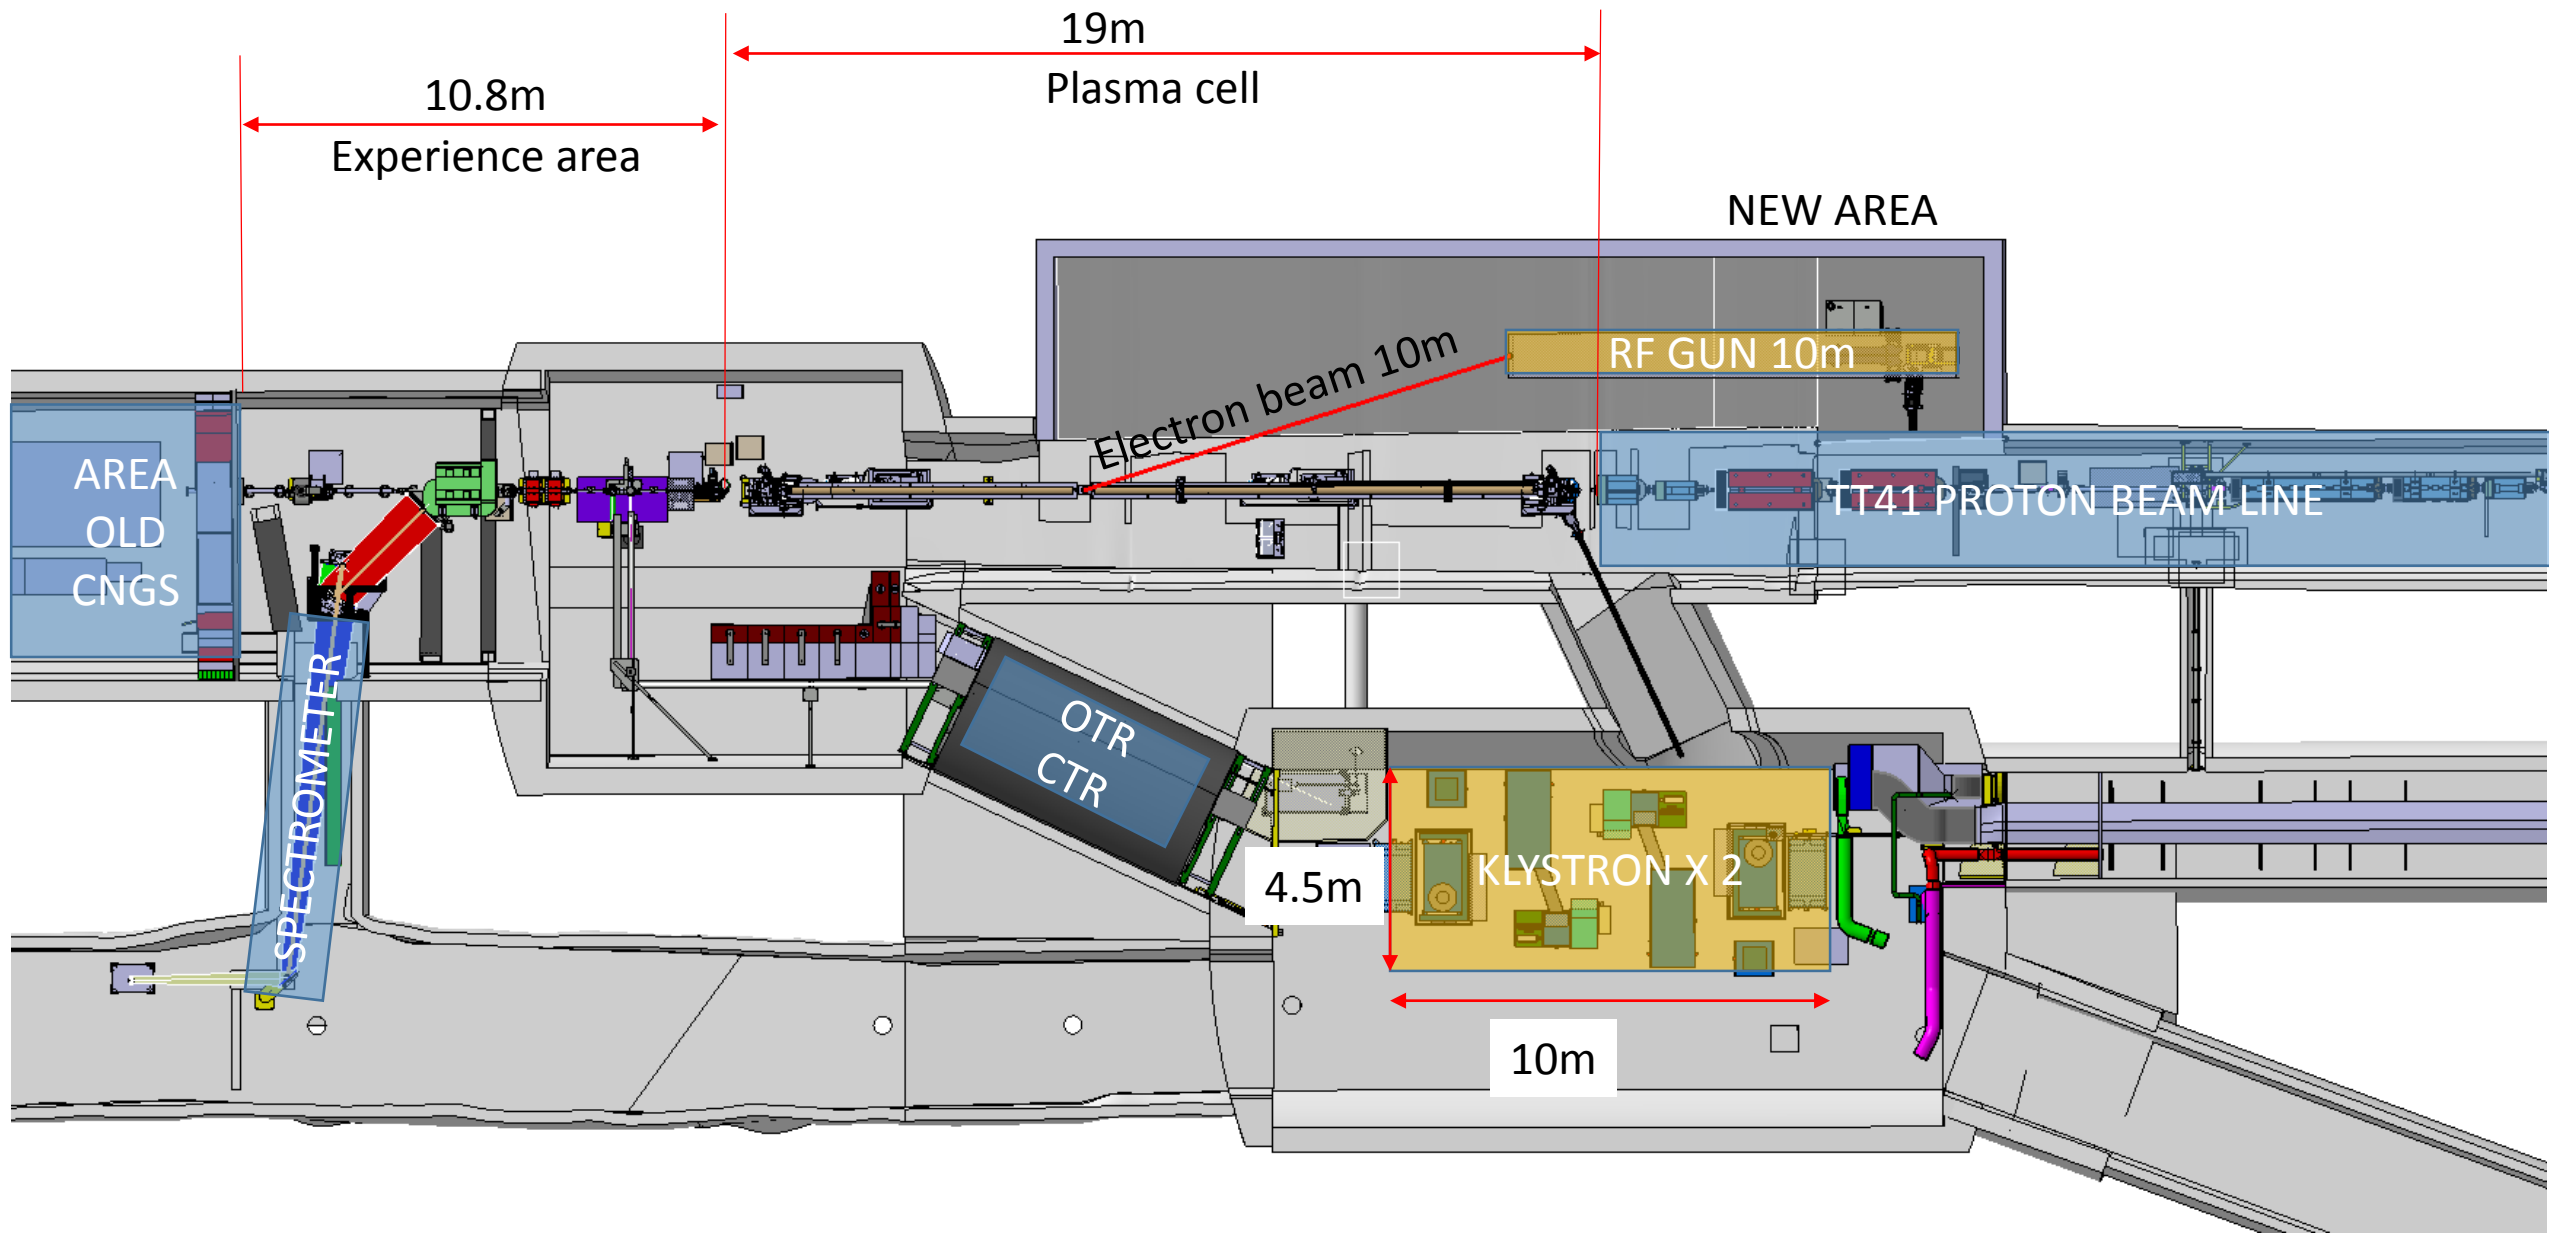 19m
Plasma cell
10.8m
Experience area
NEW AREA
RF GUN 10m
Electron beam 10m
AREA
OLD
CNGS
TT41 PROTON BEAM LINE
SPECTROMETER
OTR
CTR
KLYSTRON X 2
4.5m
10m